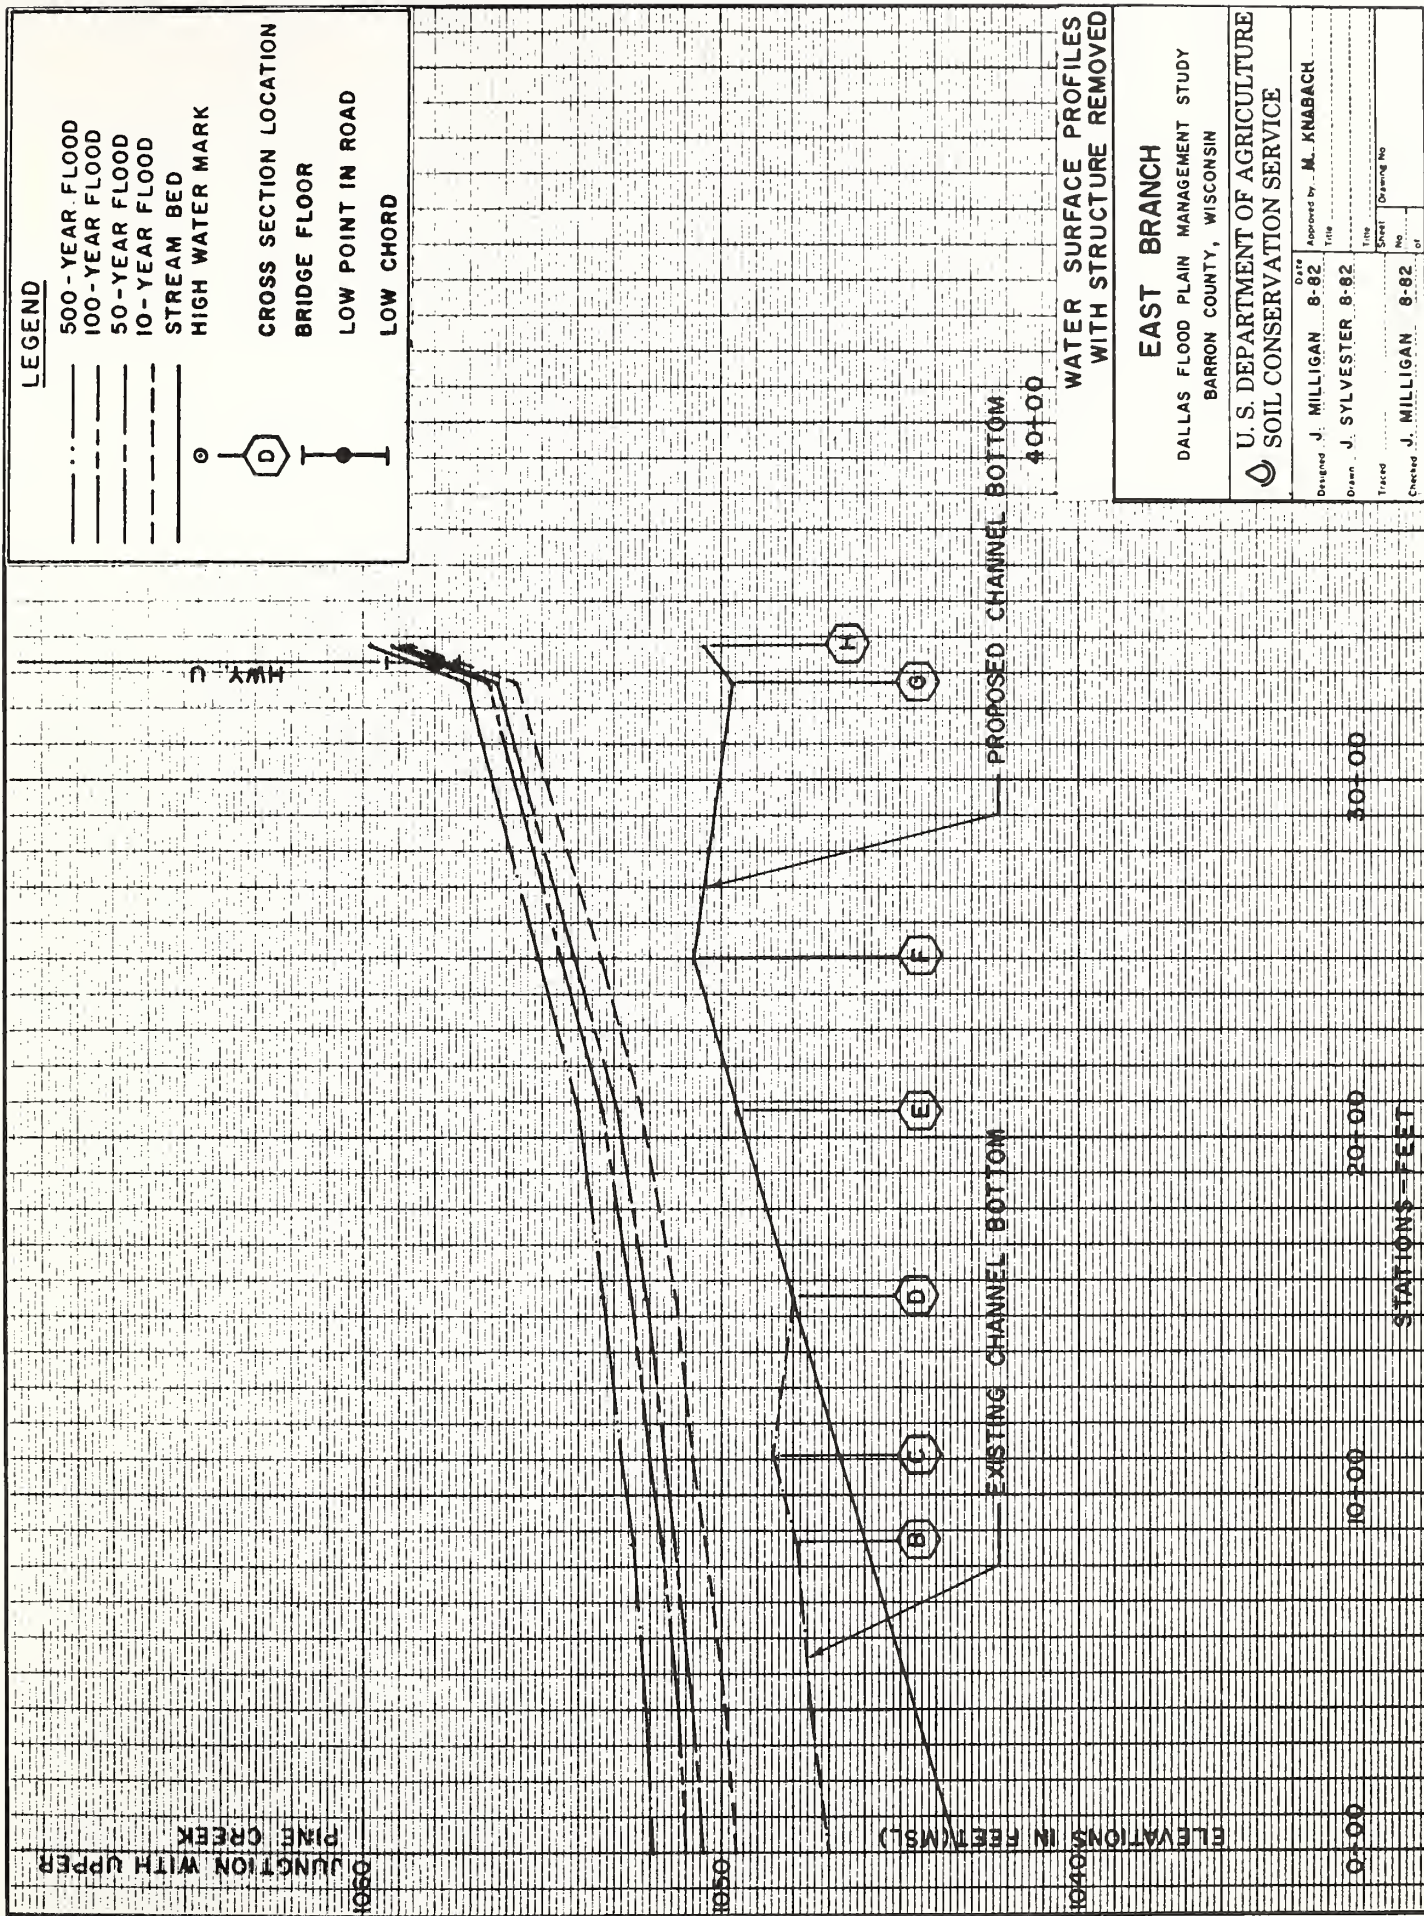 LEGEND
500-YEAR FLOOD
100-YEAR FLOOD
50-YEAR FLOOD
10-YEAR FLOOD
STREAM BED
HIGH WATER MARK
D
CROSS SECTION LOCATION
BRIDGE FLOOR
LOW POINT IN ROAD
LOW CHORD
JUNCTION WITH UPPER
PINE CREEK
HWY. U
1060
1050
1040
ELEVATIONS IN FEET (MSL)
B
C
D
E
F
G
H
EXISTING CHANNEL BOTTOM
PROPOSED CHANNEL BOTTOM
0+00
10+00
20+00
30+00
40+00
STATIONS-FEET
WATER SURFACE PROFILES
WITH STRUCTURE REMOVED
EAST BRANCH
DALLAS FLOOD PLAIN MANAGEMENT STUDY
BARRON COUNTY, WISCONSIN
U. S. DEPARTMENT OF AGRICULTURE
SOIL CONSERVATION SERVICE
Date
Designed J. MILLIGAN 8-82
Drawn J. SYLVESTER 8-82
Traced
Checked J. MILLIGAN 8-82
Approved by M. KNABACH
Title
Title
Sheet
No
of
Drawing No